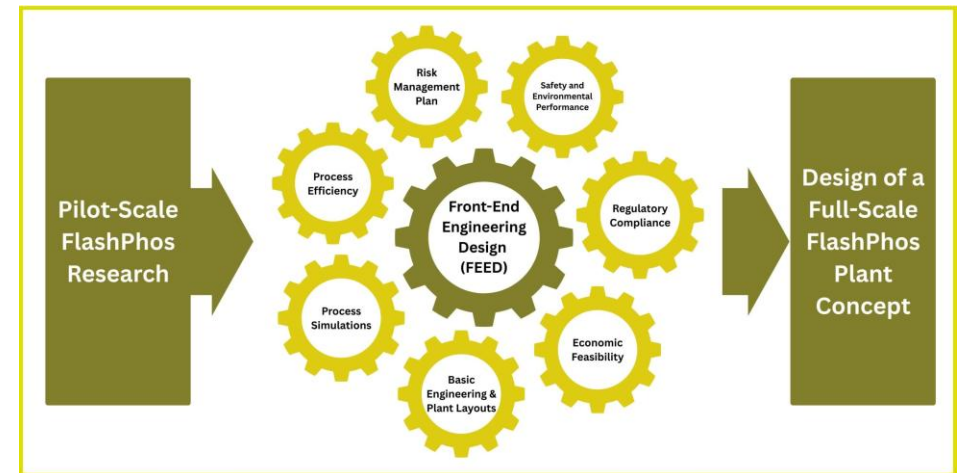 Pilot-Scale
FlashPhos
Research
Risk
Management
Plan
Safety and
Environmental
Performance
Process
Efficiency
Front-End
Engineering
Design
(FEED)
Regulatory
Compliance
Process
Simulations
Economic
Feasibility
Basic
Engineering &
Plant Layouts
Design of a
Full-Scale
FlashPhos
Plant
Concept